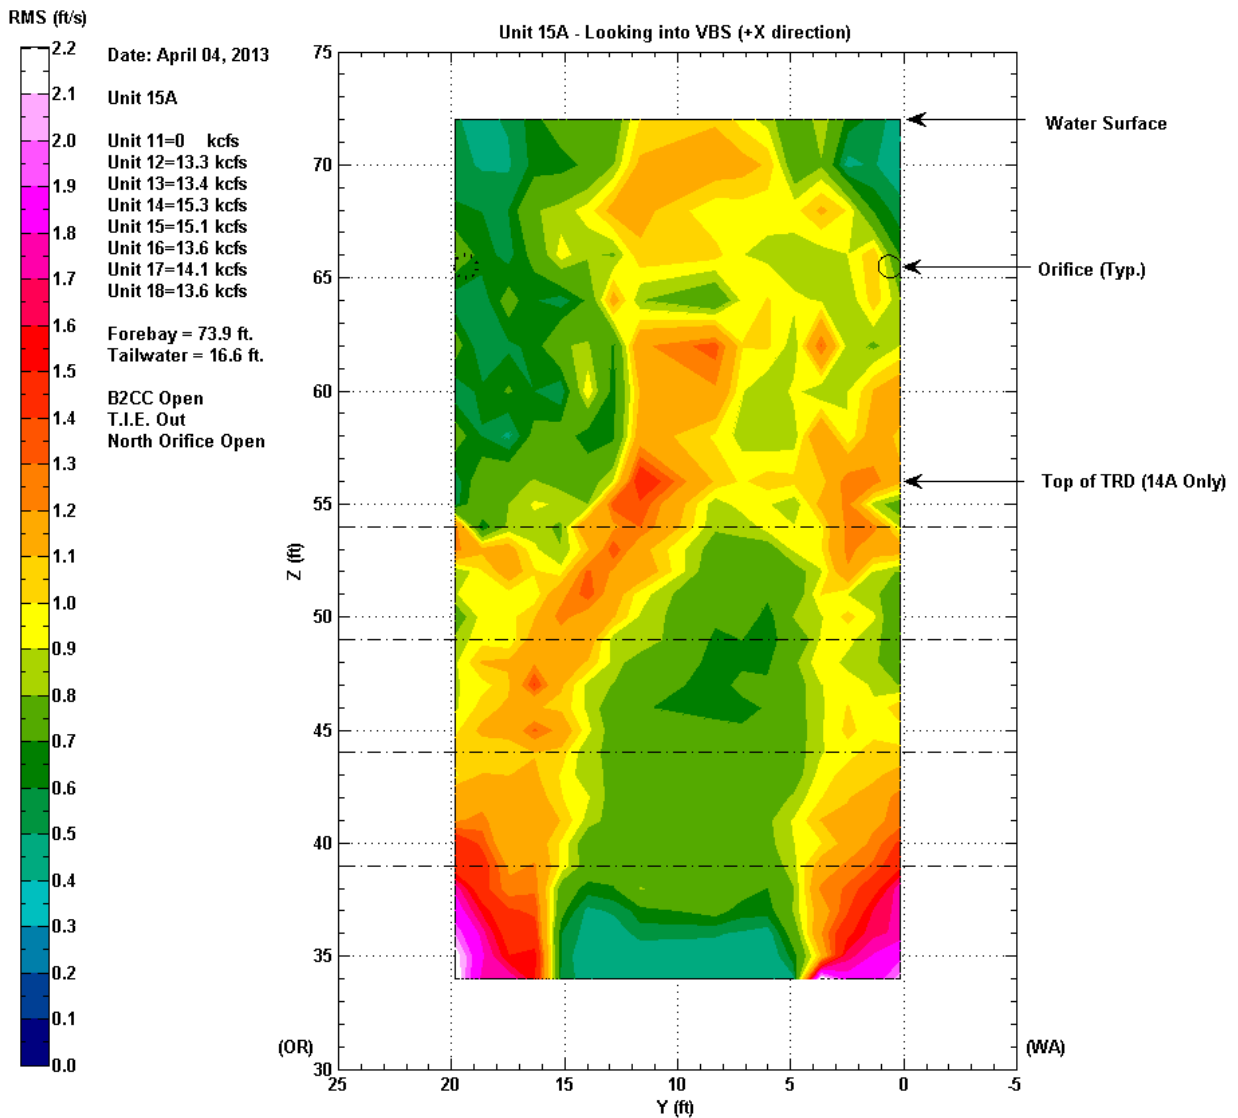 RMS (ft/s)
Unit 15A - Looking into VBS (+X direction)
2.2
2.1
2.0
1.9
1.8
1.7
1.6
1.5
1.4
1.3
1.2
1.1
1.0
0.9
0.8
0.7
0.6
0.5
0.4
0.3
0.2
0.1
0.0
Date: April 04, 2013
Unit 15A
Unit 11=0 kcfs
Unit 12=13.3 kcfs
Unit 13=13.4 kcfs
Unit 14=15.3 kcfs
Unit 15=15.1 kcfs
Unit 16=13.6 kcfs
Unit 17=14.1 kcfs
Unit 18=13.6 kcfs
Forebay = 73.9 ft.
Tailwater = 16.6 ft.
B2CC Open
T.I.E. Out
North Orifice Open
75
70
65
60
55
50
45
40
35
30
Z (ft)
Water Surface
Orifice (Typ.)
Top of TRD (14A Only)
(OR)
(WA)
25
20
15
10
5
0
-5
Y (ft)